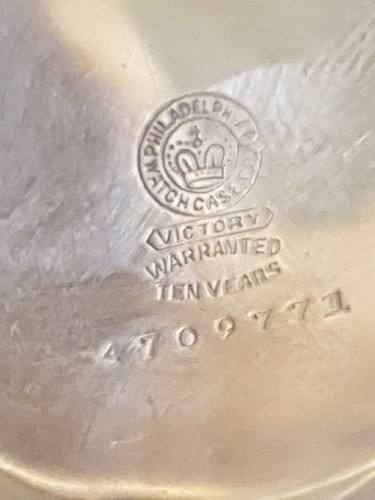 PHILADELPHIA
WATCH CASE CO
VICTORY
WARRANTED
TEN YEARS
4709771